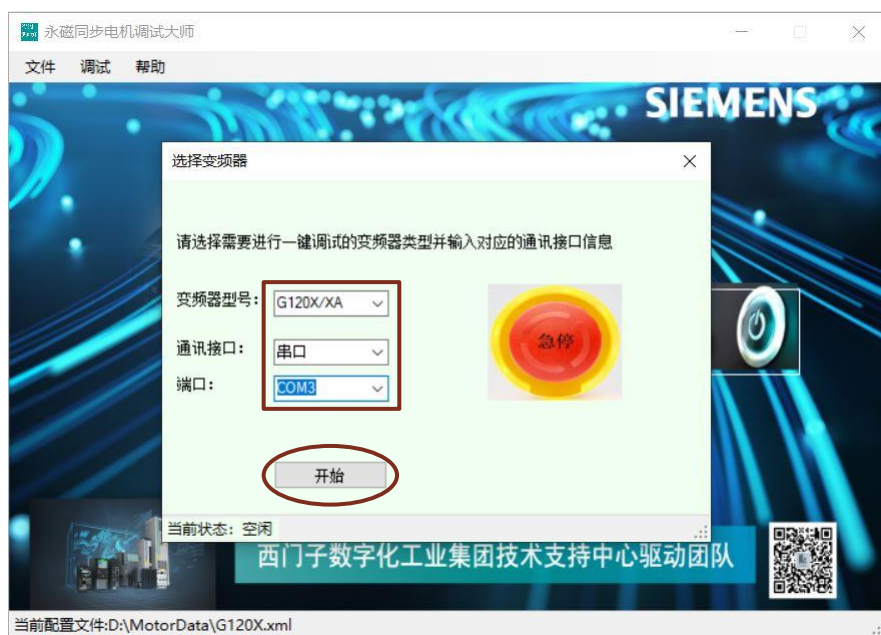 永磁同步电机调试大师
文件 调试 帮助
SIEMENS
选择变频器
请选择需要进行一键调试的变频器类型并输入对应的通讯接口信息
变频器型号: G120X/XA
通讯接口: 串口
端口: COM3
急停
开始
当前状态: 空闲
西门子数字化工业集团技术支持中心驱动团队
当前配置文件:D:\MotorData\G120X.xml